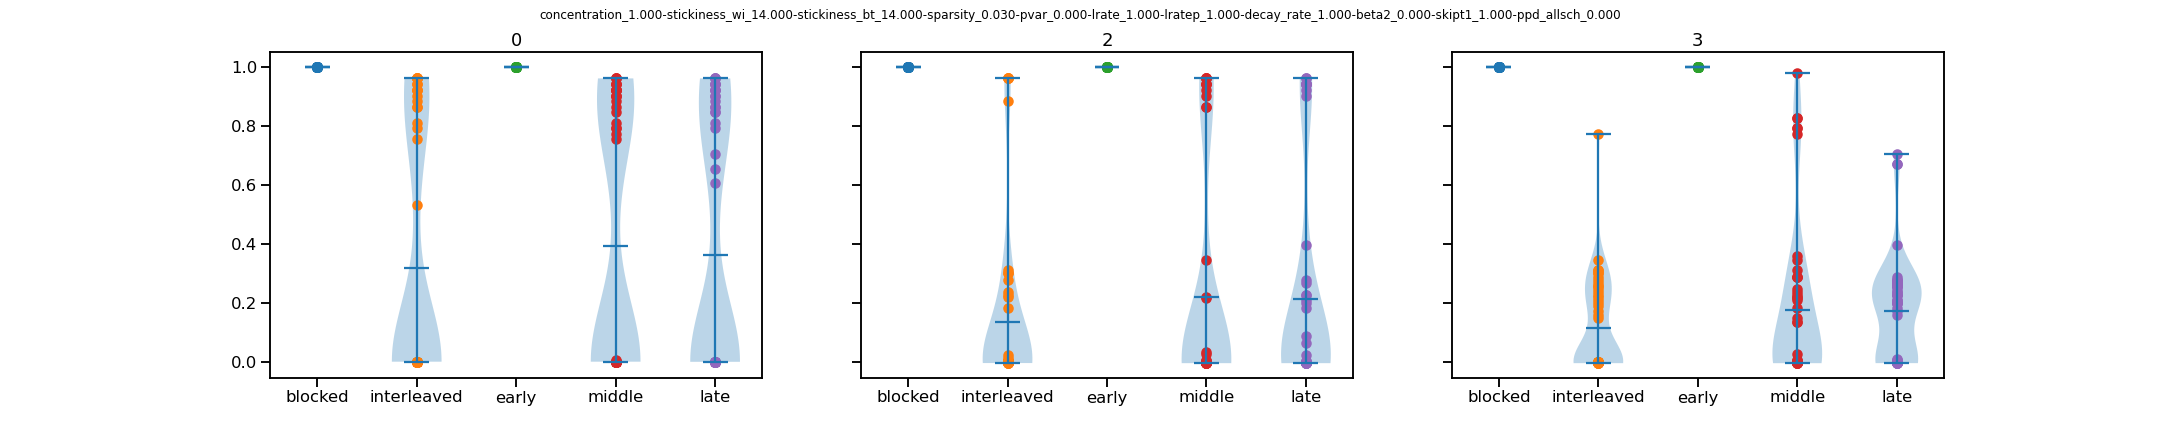 concentration_1.000-stickiness_wi_14.000-stickiness_bt_14.000-sparsity_0.030-pvar_0.000-lrate_1.000-lratep_1.000-decay_rate_1.000-beta2_0.000-skipt1_1.000-ppd_allsch_0.000
0 2 3
1.0
0.8
0.6
0.4
0.2
0.0
blocked interleaved early middle late blocked interleaved early middle late blocked interleaved early middle late